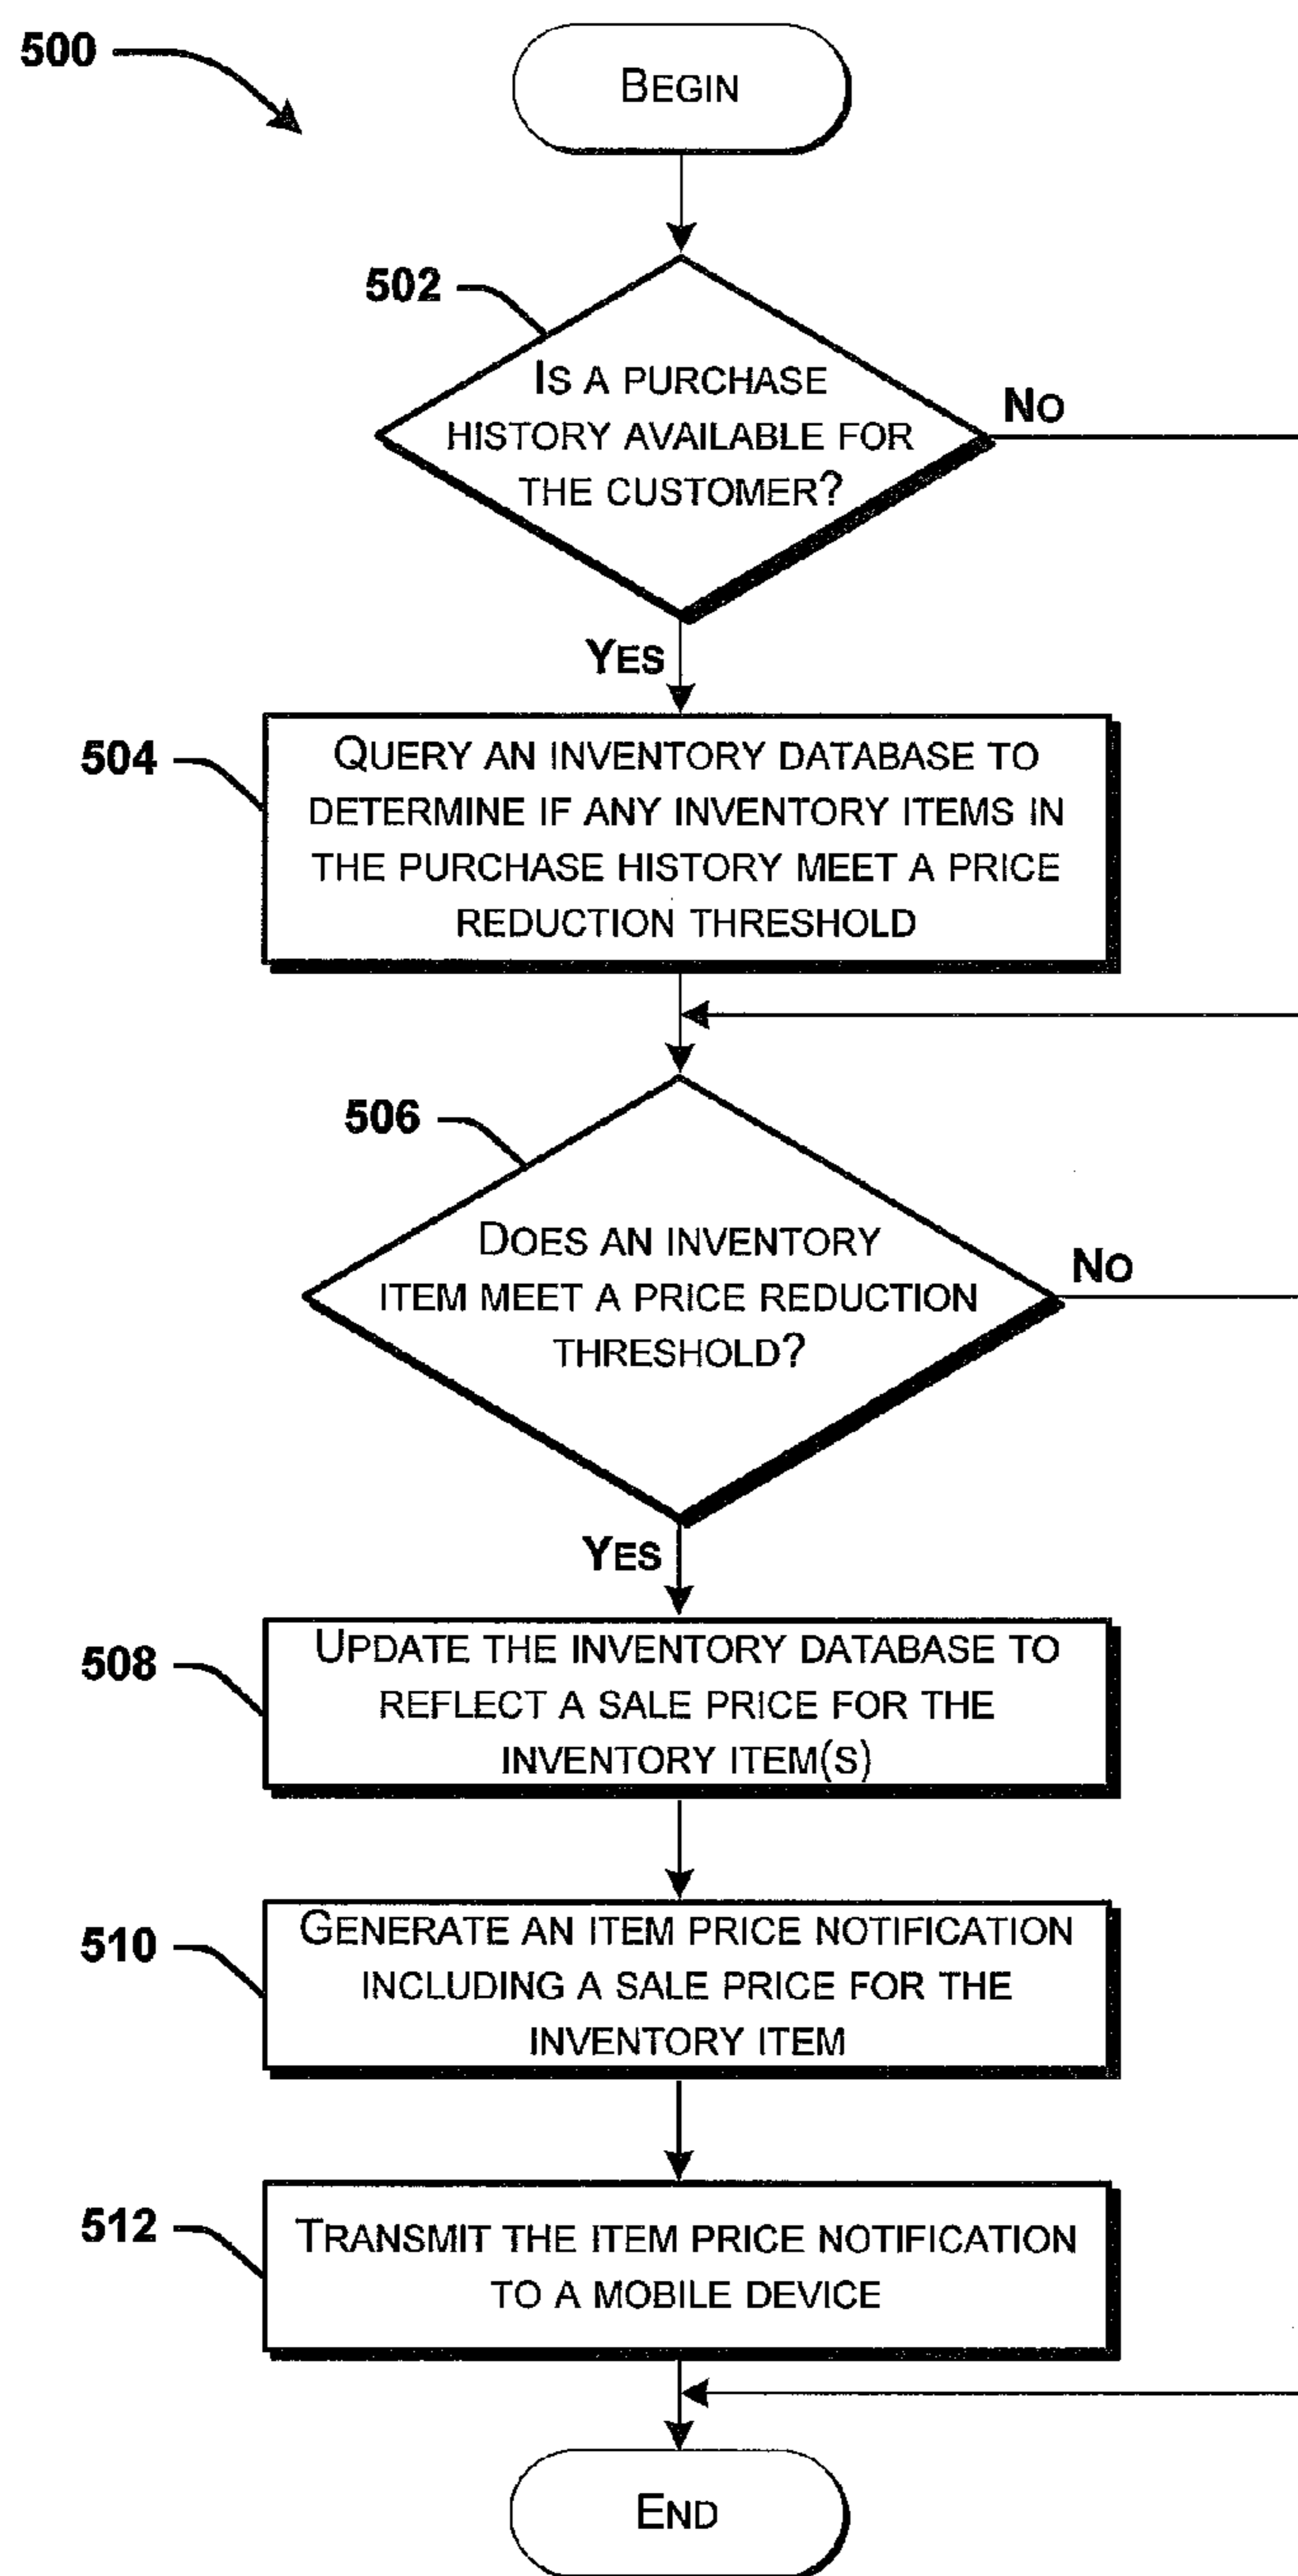 500
BEGIN
502
IS A PURCHASE
HISTORY AVAILABLE FOR
THE CUSTOMER?
NO
YES
504
QUERY AN INVENTORY DATABASE TO
DETERMINE IF ANY INVENTORY ITEMS IN
THE PURCHASE HISTORY MEET A PRICE
REDUCTION THRESHOLD
506
DOES AN INVENTORY
ITEM MEET A PRICE REDUCTION
THRESHOLD?
NO
YES
508
UPDATE THE INVENTORY DATABASE TO
REFLECT A SALE PRICE FOR THE
INVENTORY ITEM(S)
510
GENERATE AN ITEM PRICE NOTIFICATION
INCLUDING A SALE PRICE FOR THE
INVENTORY ITEM
512
TRANSMIT THE ITEM PRICE NOTIFICATION
TO A MOBILE DEVICE
END